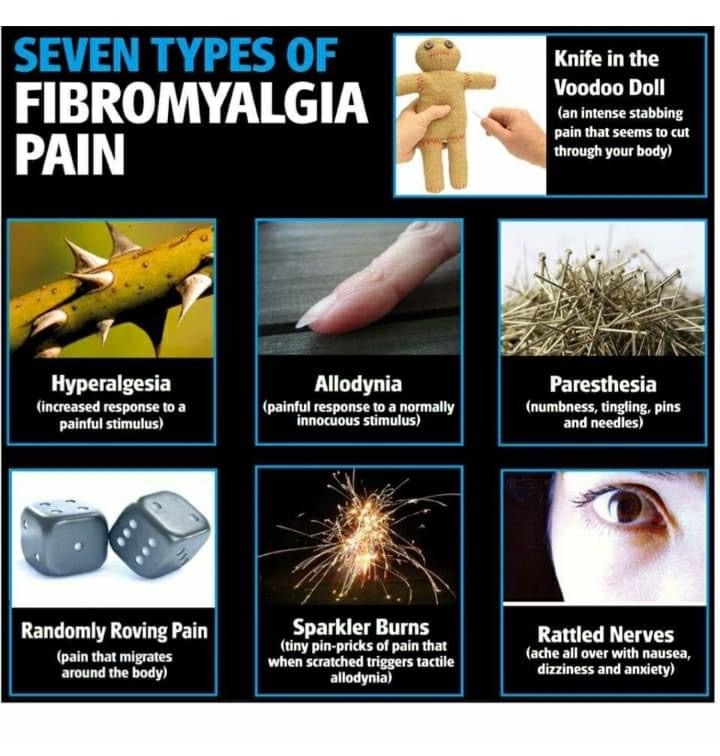 SEVEN TYPES OF
FIBROMYALGIA
PAIN
Knife in the
Voodoo Doll
(an intense stabbing
pain that seems to cut
through your body)
Hyperalgesia
(increased response to a
painful stimulus)
Allodynia
(painful response to a normally
innocuous stimulus)
Paresthesia
(numbness, tingling, pins
and needles)
Randomly Roving Pain
(pain that migrates
around the body)
Sparkler Burns
(tiny pin-pricks of pain that
when scratched triggers tactile
allodynia)
Rattled Nerves
(ache all over with nausea,
dizziness and anxiety)